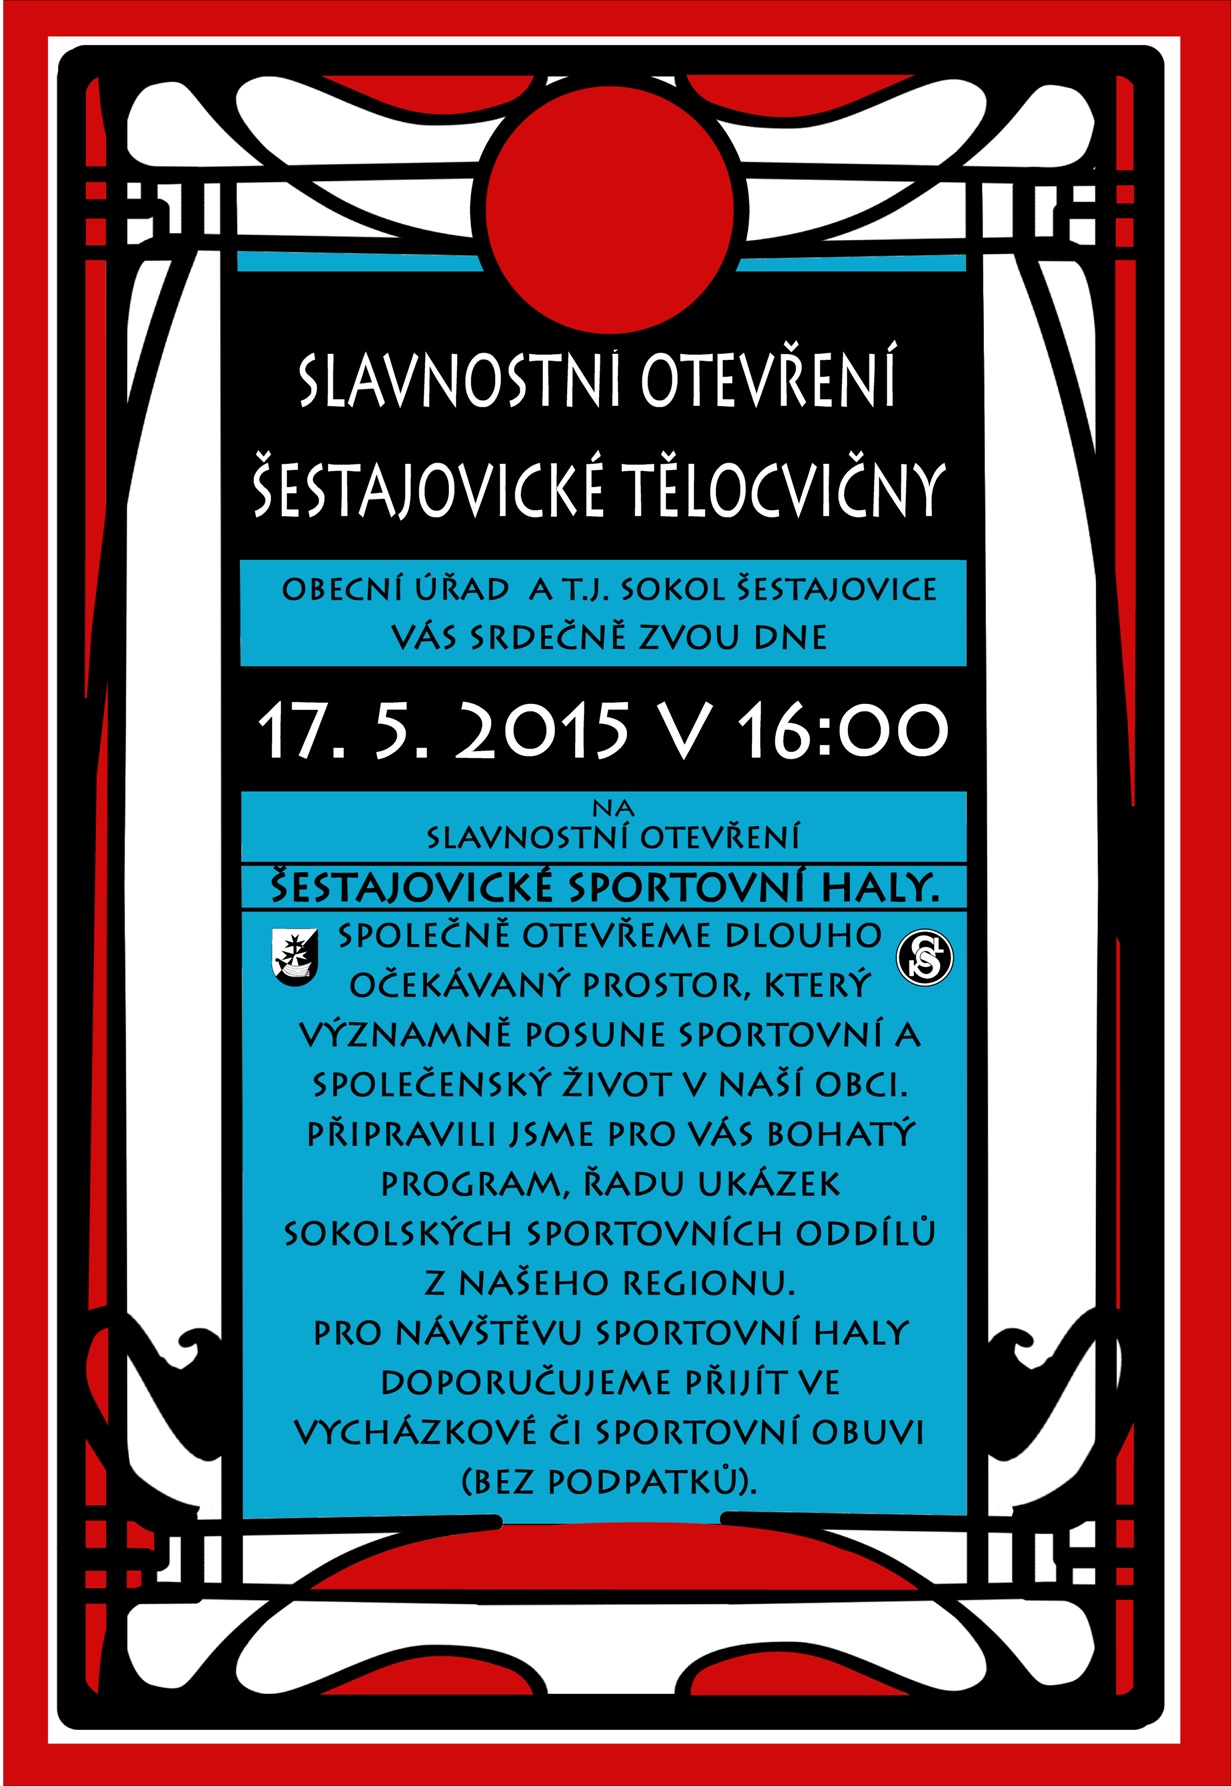 SLAVNOSTNÍ OTEVŘENÍ
ŠESTAJOVICKÉ TĚLOCVIČNY
OBECNÍ ÚŘAD A T.J. SOKOL ŠESTAJOVICE
VÁS SRDEČNĚ ZVOU DNE
17. 5. 2015 V 16:00
NA
SLAVNOSTNÍ OTEVŘENÍ
ŠESTAJOVICKÉ SPORTOVNÍ HALY.
SPOLEČNĚ OTEVŘEME DLOUHO
OČEKÁVANÝ PROSTOR, KTERÝ
VÝZNAMNĚ POSUNE SPORTOVNÍ A
SPOLEČENSKÝ ŽIVOT V NAŠÍ OBCI.
PŘIPRAVILI JSME PRO VÁS BOHATÝ
PROGRAM, ŘADU UKÁZEK
SOKOLSKÝCH SPORTOVNÍCH ODDÍLŮ
Z NAŠEHO REGIONU.
PRO NÁVŠTĚVU SPORTOVNÍ HALY
DOPORUČUJEME PŘIJÍT VE
VYCHÁZKOVÉ ČI SPORTOVNÍ OBUVI
(BEZ PODPATKŮ).